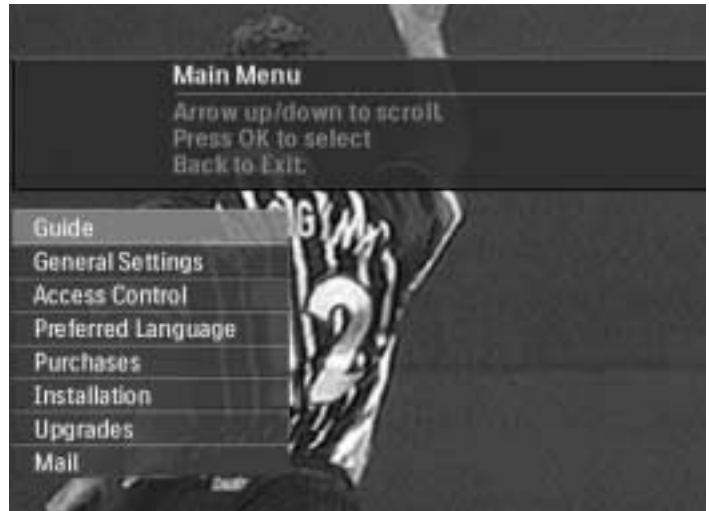 Main Menu
Arrow up/down to scroll.
Press OK to select
Back to Exit.
Guide
General Settings
Access Control
Preferred Language
Purchases
Installation
Upgrades
Mail
2